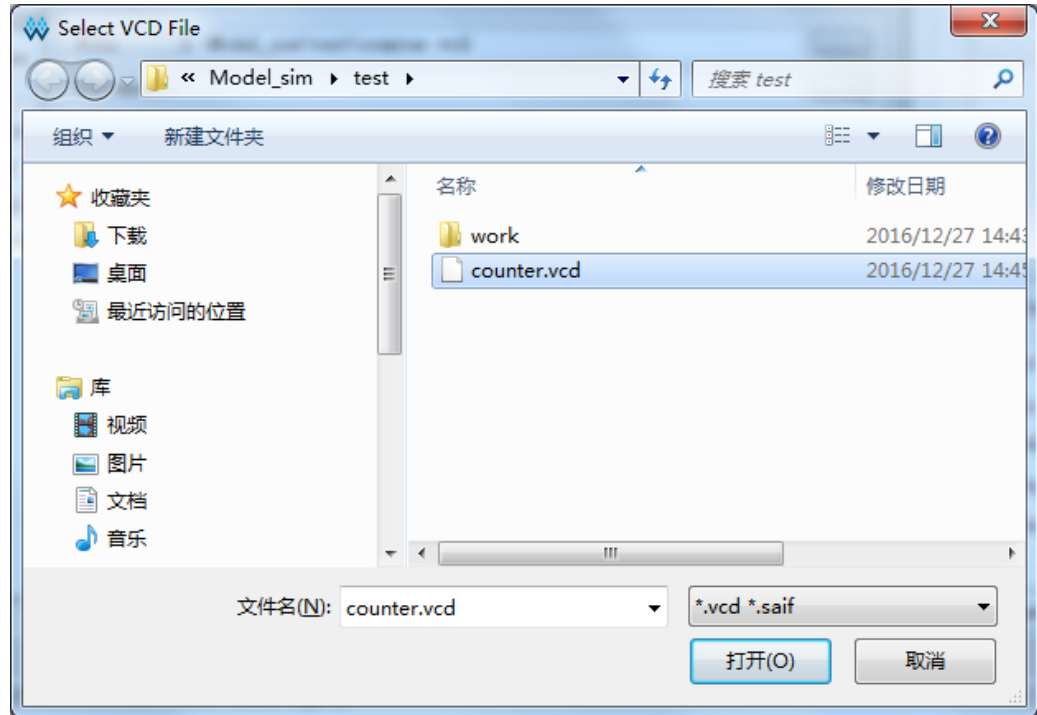 Select VCD File
« Model_sim ▸ test ▸
搜索 test
组织 新建文件夹
名称 修改日期
收藏夹
下载
桌面
最近访问的位置
库
视频
图片
文档
音乐
work 2016/12/27 14:43
counter.vcd 2016/12/27 14:45
文件名(N): counter.vcd
*.vcd *.saif
打开(O) 取消